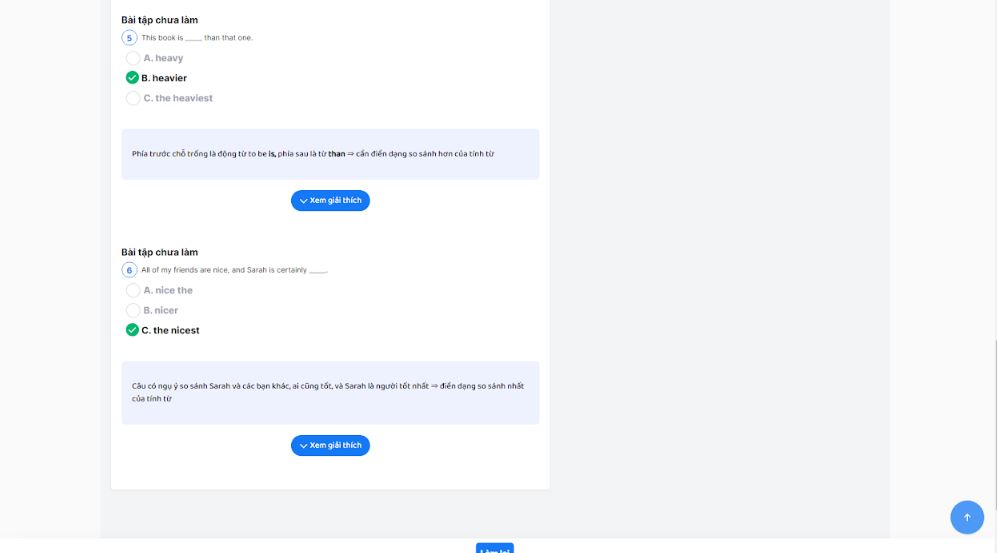 Bài tập chưa làm
5 This book is ____ than that one.
A. heavy
B. heavier
C. the heaviest
Phía trước chỗ trống là động từ to be is, phía sau là từ than ⇒ cần điền dạng so sánh hơn của tính từ
Xem giải thích
Bài tập chưa làm
6 All of my friends are nice, and Sarah is certainly ____.
A. nice the
B. nicer
C. the nicest
Câu có ngụ ý so sánh Sarah và các bạn khác, ai cũng tốt, và Sarah là người tốt nhất ⇒ điền dạng so sánh nhất
của tính từ
Xem giải thích
Làm lại